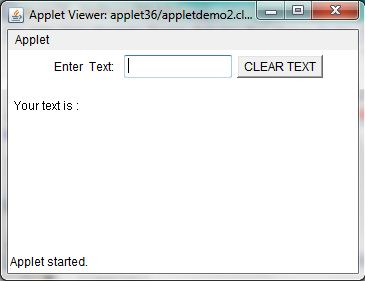 Applet Viewer: applet36/appletdemo2.cl...
Applet
Enter Text: CLEAR TEXT
Your text is :
Applet started.